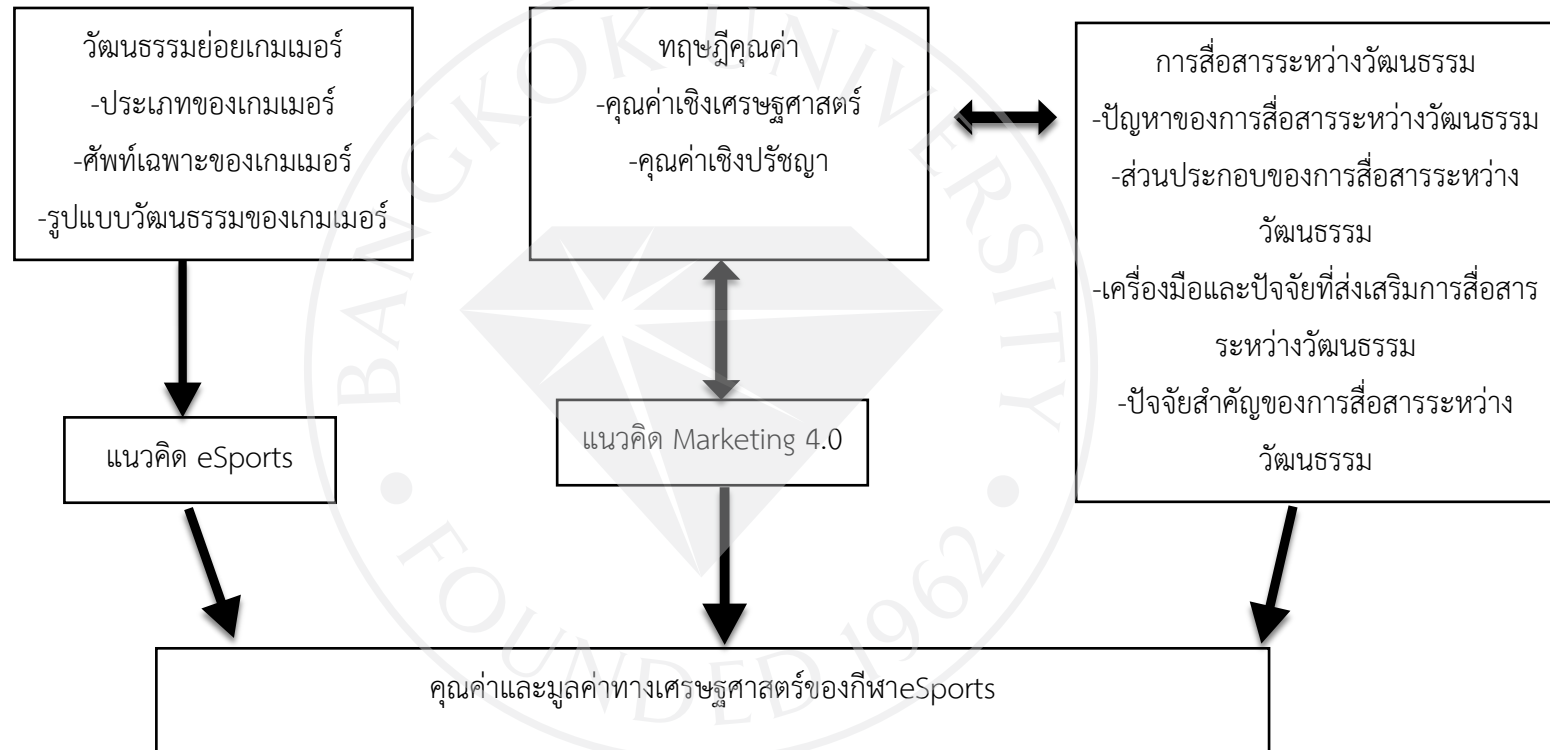 วัฒนธรรมย่อยเกมเมอร์
-ประเภทของเกมเมอร์
-ศัพท์เฉพาะของเกมเมอร์
-รูปแบบวัฒนธรรมของเกมเมอร์
ทฤษฎีคุณค่า
-คุณค่าเชิงเศรษฐศาสตร์
-คุณค่าเชิงปรัชญา
การสื่อสารระหว่างวัฒนธรรม
-ปัญหาของการสื่อสารระหว่างวัฒนธรรม
-ส่วนประกอบของการสื่อสารระหว่าง
วัฒนธรรม
-เครื่องมือและปัจจัยที่ส่งเสริมการสื่อสาร
ระหว่างวัฒนธรรม
-ปัจจัยสำคัญของการสื่อสารระหว่าง
วัฒนธรรม
แนวคิด eSports
แนวคิด Marketing 4.0
คุณค่าและมูลค่าทางเศรษฐศาสตร์ของกีฬาeSports
BANGKOK UNIVERSITY
FOUNDED 1962